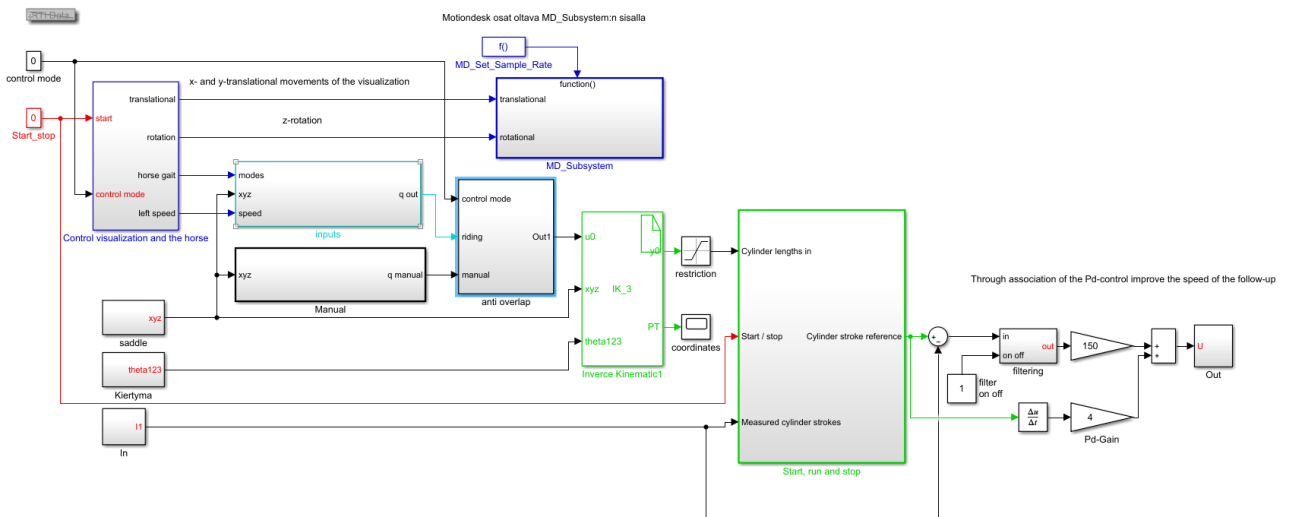 RTI Data
Motiondesk osat oltava MD_Subsystem:n sisalla
0
control mode
f()
MD_Set_Sample_Rate
x- and y-translational movements of the visualization
function()
translational
rotational
MD_Subsystem
0
Start_stop
start
control mode
translational
rotation
horse gait
left speed
Control visualization and the horse
z-rotation
modes
xyz
speed
q out
inputs
xyz
q manual
Manual
control mode
riding
manual
Out1
anti overlap
u0
xyz
theta123
y0
IK_3
PT
Inverce Kinematic1
restriction
coordinates
xyz
saddle
theta123
Kiertyma
I1
In
Cylinder lengths in
Start / stop
Measured cylinder strokes
Cylinder stroke reference
Start, run and stop
Through association of the Pd-control improve the speed of the follow-up
+
−
in
on off
out
filtering
1
filter
on off
150
Δu
Δt
4
Pd-Gain
+
+
U
Out